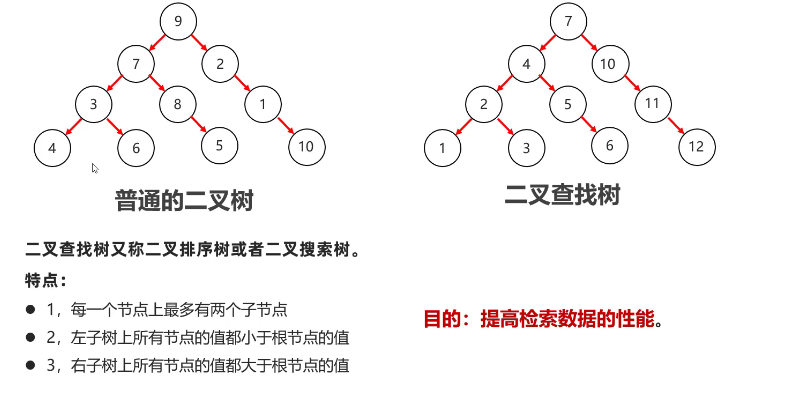 9
7 2
3 8 1
4 6 5 10
普通的二叉树
7
4 10
2 5 11
1 3 6 12
二叉查找树
二叉查找树又称二叉排序树或者二叉搜索树。
特点：
● 1，每一个节点上最多有两个子节点
● 2，左子树上所有节点的值都小于根节点的值
● 3，右子树上所有节点的值都大于根节点的值
目的：提高检索数据的性能。